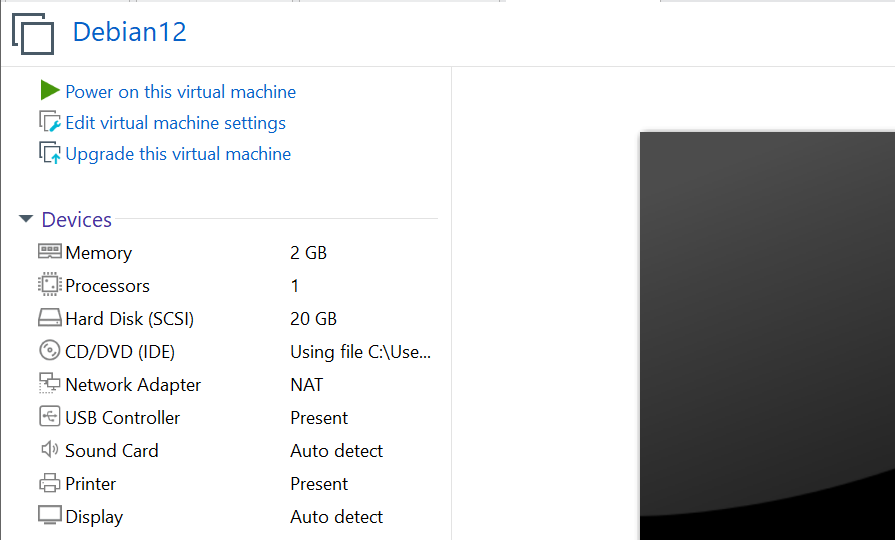 Debian12
Power on this virtual machine
Edit virtual machine settings
Upgrade this virtual machine
Devices
Memory 2 GB
Processors 1
Hard Disk (SCSI) 20 GB
CD/DVD (IDE) Using file C:\Use...
Network Adapter NAT
USB Controller Present
Sound Card Auto detect
Printer Present
Display Auto detect